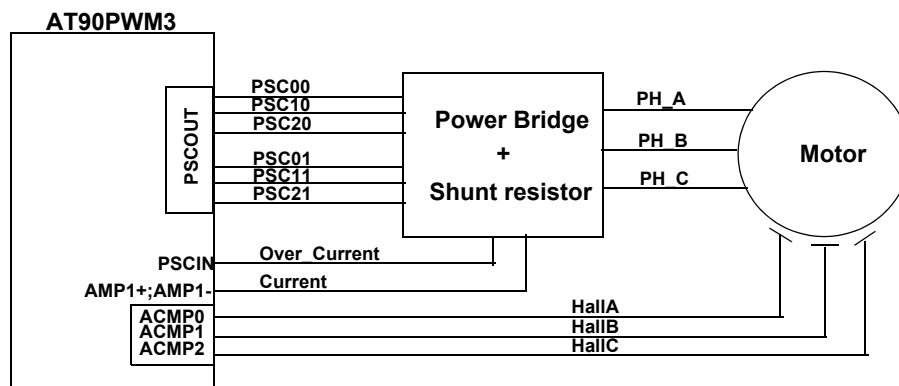 AT90PWM3
PSCOUT
PSC00
PSC10
PSC20
PSC01
PSC11
PSC21
Power Bridge
+
Shunt resistor
PH_A
PH_B
PH_C
Motor
PSCIN
Over_Current
AMP1+;AMP1-
Current
ACMP0
ACMP1
ACMP2
HallA
HallB
HallC